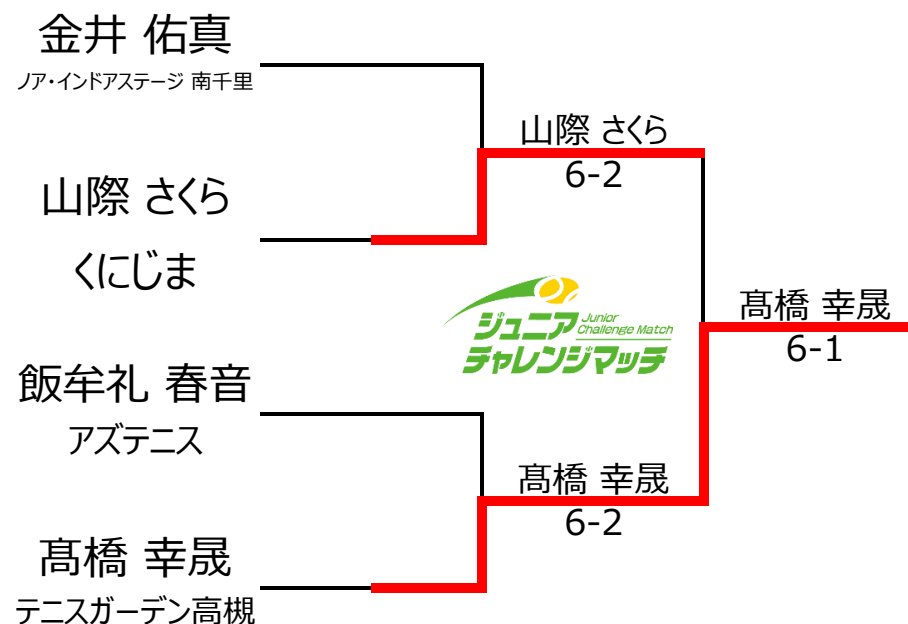 金井 佑真
ノア・インドアステージ 南千里
山際 さくら
6-2
山際 さくら
くにじま
ジュニア Junior
チャレンジマッチ Challenge Match
髙橋 幸晟
6-1
飯牟礼 春音
アズテニス
髙橋 幸晟
6-2
髙橋 幸晟
テニスガーデン高槻